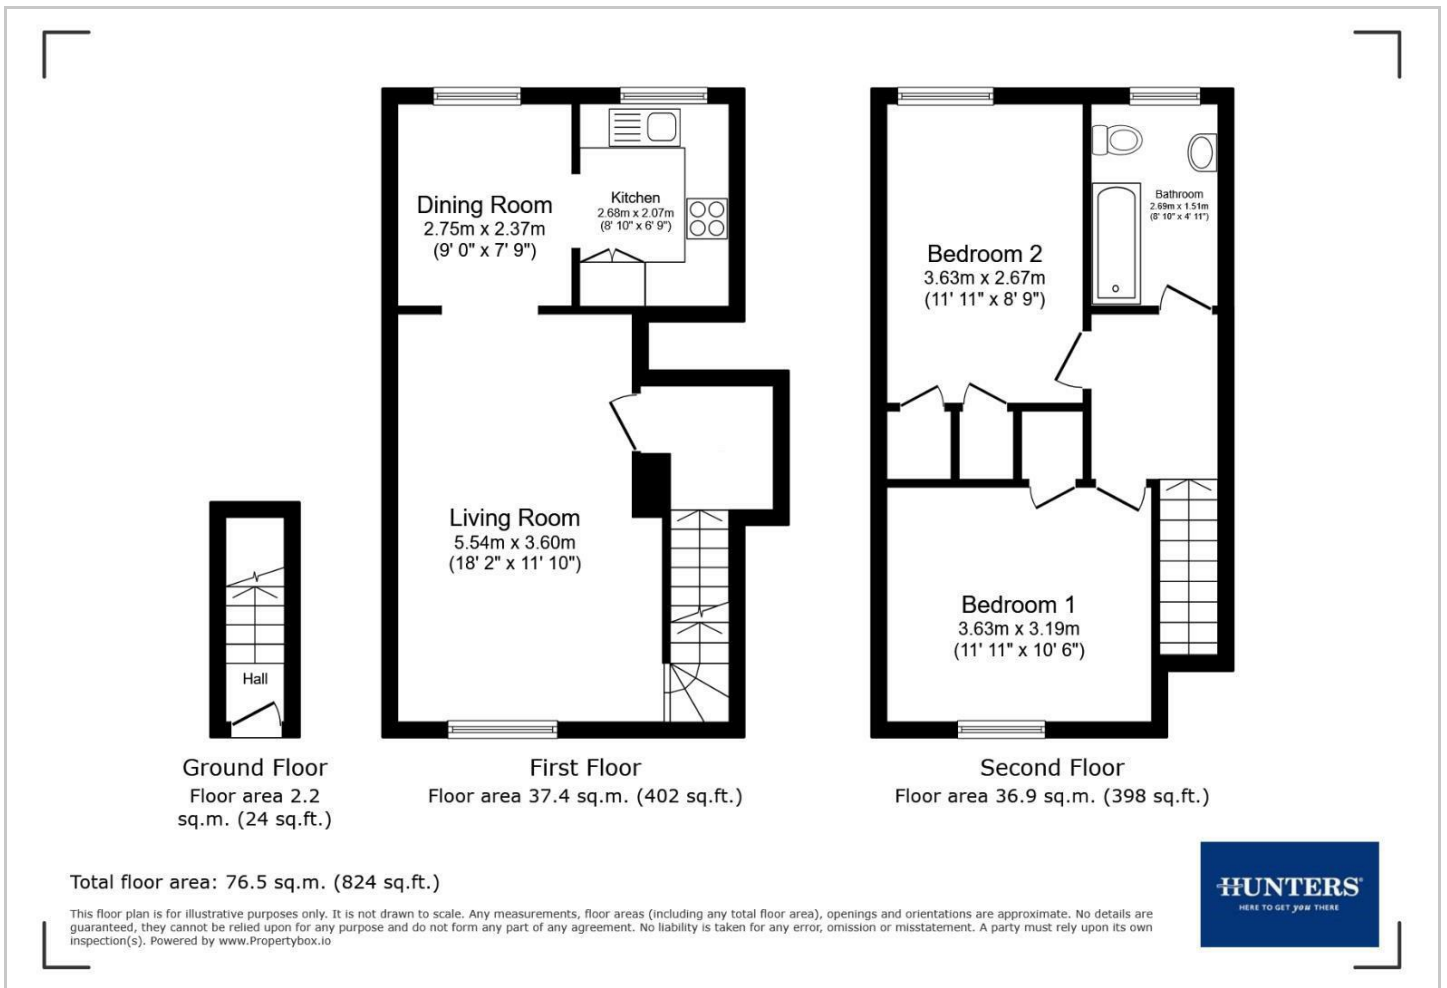 Dining Room
2.75m x 2.37m
(9' 0" x 7' 9")
Kitchen
2.68m x 2.07m
(8' 10" x 6' 9")
Living Room
5.54m x 3.60m
(18' 2" x 11' 10")
Bedroom 2
3.63m x 2.67m
(11' 11" x 8' 9")
Bathroom
2.69m x 1.51m
(8' 10" x 4' 11")
Bedroom 1
3.63m x 3.19m
(11' 11" x 10' 6")
Hall
Ground Floor
Floor area 2.2
sq.m. (24 sq.ft.)
First Floor
Floor area 37.4 sq.m. (402 sq.ft.)
Second Floor
Floor area 36.9 sq.m. (398 sq.ft.)
Total floor area: 76.5 sq.m. (824 sq.ft.)
This floor plan is for illustrative purposes only. It is not drawn to scale. Any measurements, floor areas (including any total floor area), openings and orientations are approximate. No details are
guaranteed, they cannot be relied upon for any purpose and do not form any part of any agreement. No liability is taken for any error, omission or misstatement. A party must rely upon its own
inspection(s). Powered by www.Propertybox.io
HUNTERS®
HERE TO GET you THERE